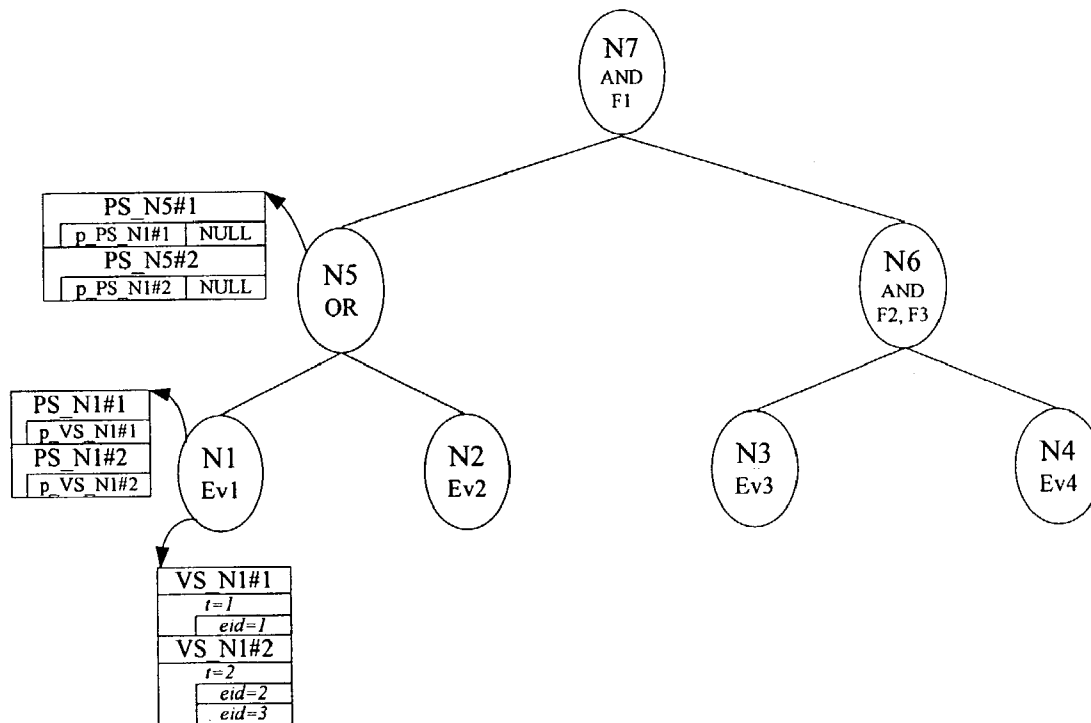 N7
AND
F1
PS_N5#1
p_PS_N1#1 NULL
PS_N5#2
p_PS_N1#2 NULL
N5
OR
N6
AND
F2, F3
PS_N1#1
p_VS_N1#1
PS_N1#2
p_VS_N1#2
N1
Ev1
N2
Ev2
N3
Ev3
N4
Ev4
VS_N1#1
t=1
eid=1
VS_N1#2
t=2
eid=2
eid=3